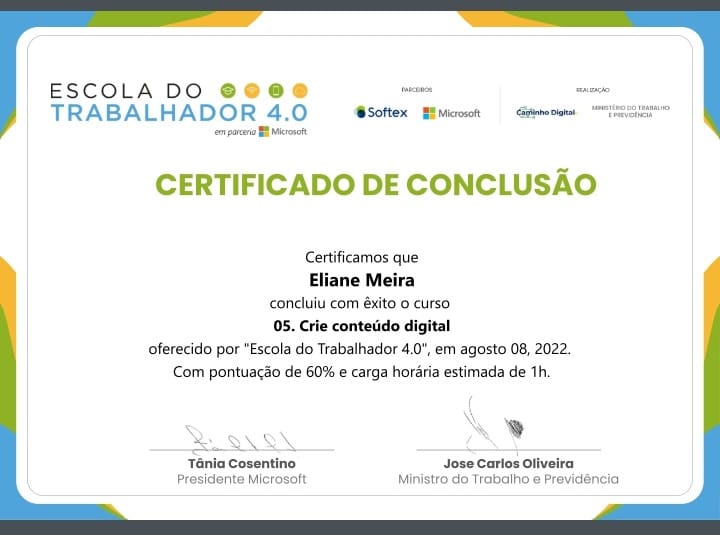 ESCOLA DO
TRABALHADOR 4.0
em parceria Microsoft
PARCEIROS
Softex
Microsoft
REALIZAÇÃO
Caminho Digital
MINISTÉRIO DO TRABALHO
E PREVIDÊNCIA
CERTIFICADO DE CONCLUSÃO
Certificamos que
Eliane Meira
concluiu com êxito o curso
05. Crie conteúdo digital
oferecido por "Escola do Trabalhador 4.0", em agosto 08, 2022.
Com pontuação de 60% e carga horária estimada de 1h.
Tânia Cosentino
Presidente Microsoft
Jose Carlos Oliveira
Ministro do Trabalho e Previdência